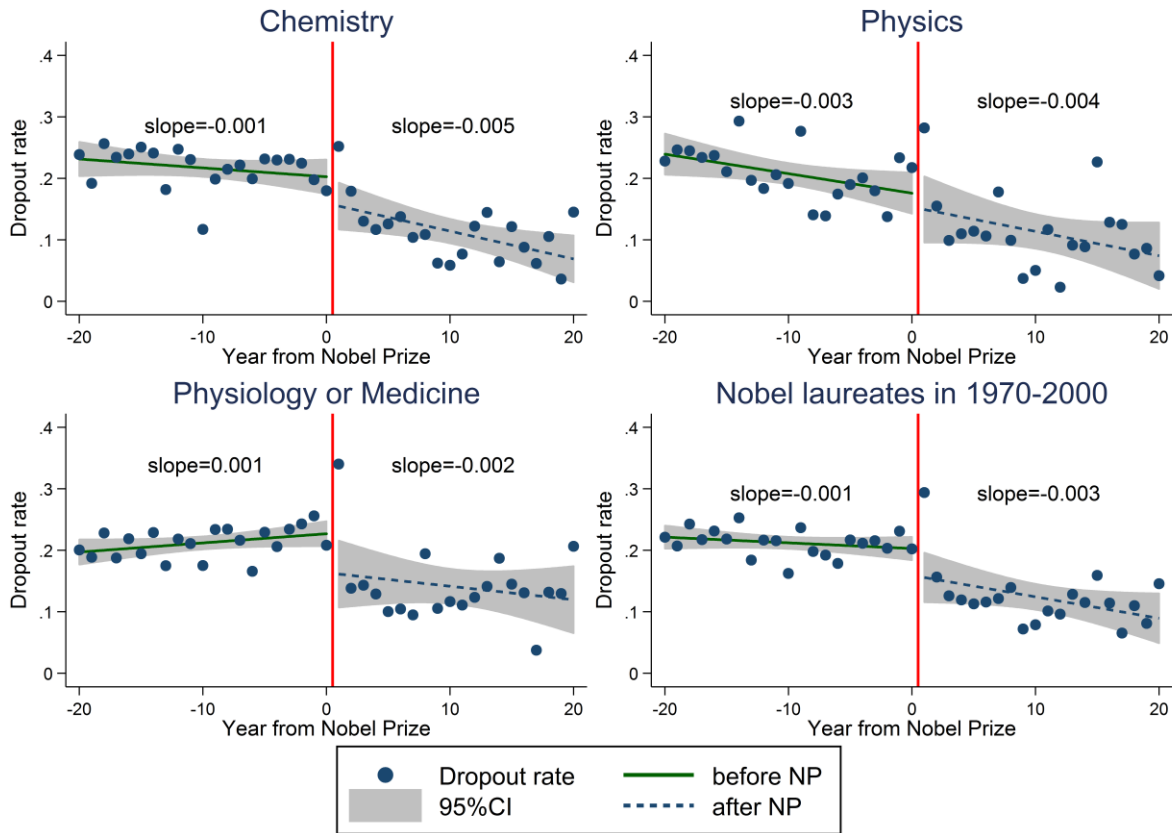 Chemistry
Dropout rate
.4
.3
.2
.1
0
slope=-0.001
slope=-0.005
-20
-10
0
10
20
Year from Nobel Prize
Physics
Dropout rate
.4
.3
.2
.1
0
slope=-0.003
slope=-0.004
-20
-10
0
10
20
Year from Nobel Prize
Physiology or Medicine
Dropout rate
.4
.3
.2
.1
0
slope=0.001
slope=-0.002
-20
-10
0
10
20
Year from Nobel Prize
Nobel laureates in 1970-2000
Dropout rate
.4
.3
.2
.1
0
slope=-0.001
slope=-0.003
-20
-10
0
10
20
Year from Nobel Prize
Dropout rate
before NP
95%CI
after NP